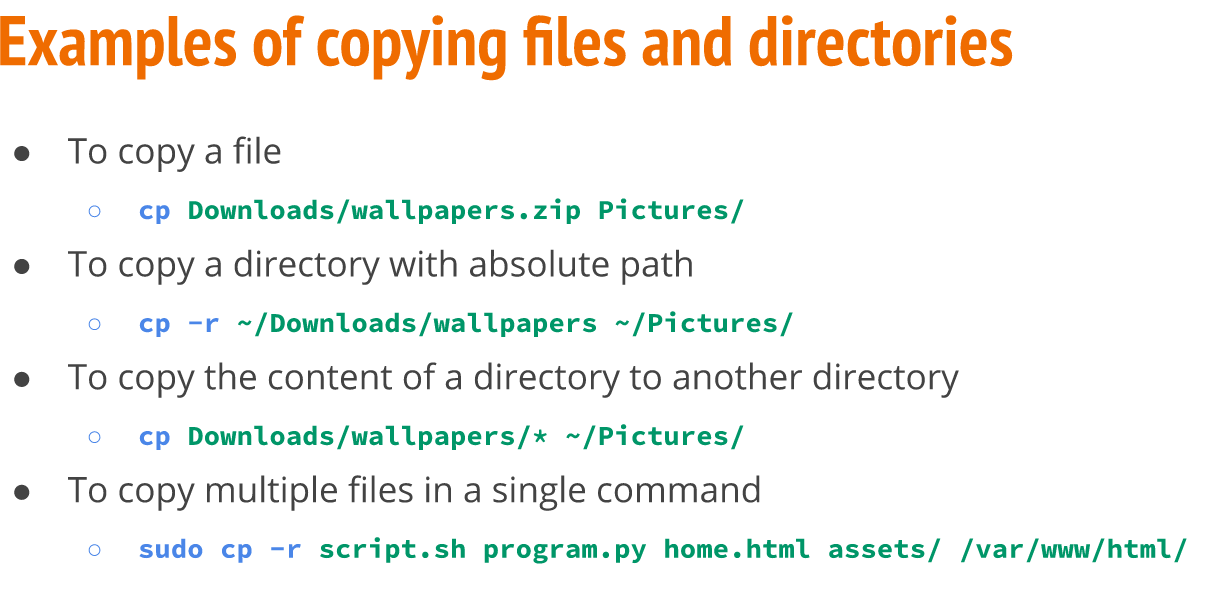 Examples of copying files and directories
● To copy a file
○ cp Downloads/wallpapers.zip Pictures/
● To copy a directory with absolute path
○ cp -r ~/Downloads/wallpapers ~/Pictures/
● To copy the content of a directory to another directory
○ cp Downloads/wallpapers/* ~/Pictures/
● To copy multiple files in a single command
○ sudo cp -r script.sh program.py home.html assets/ /var/www/html/